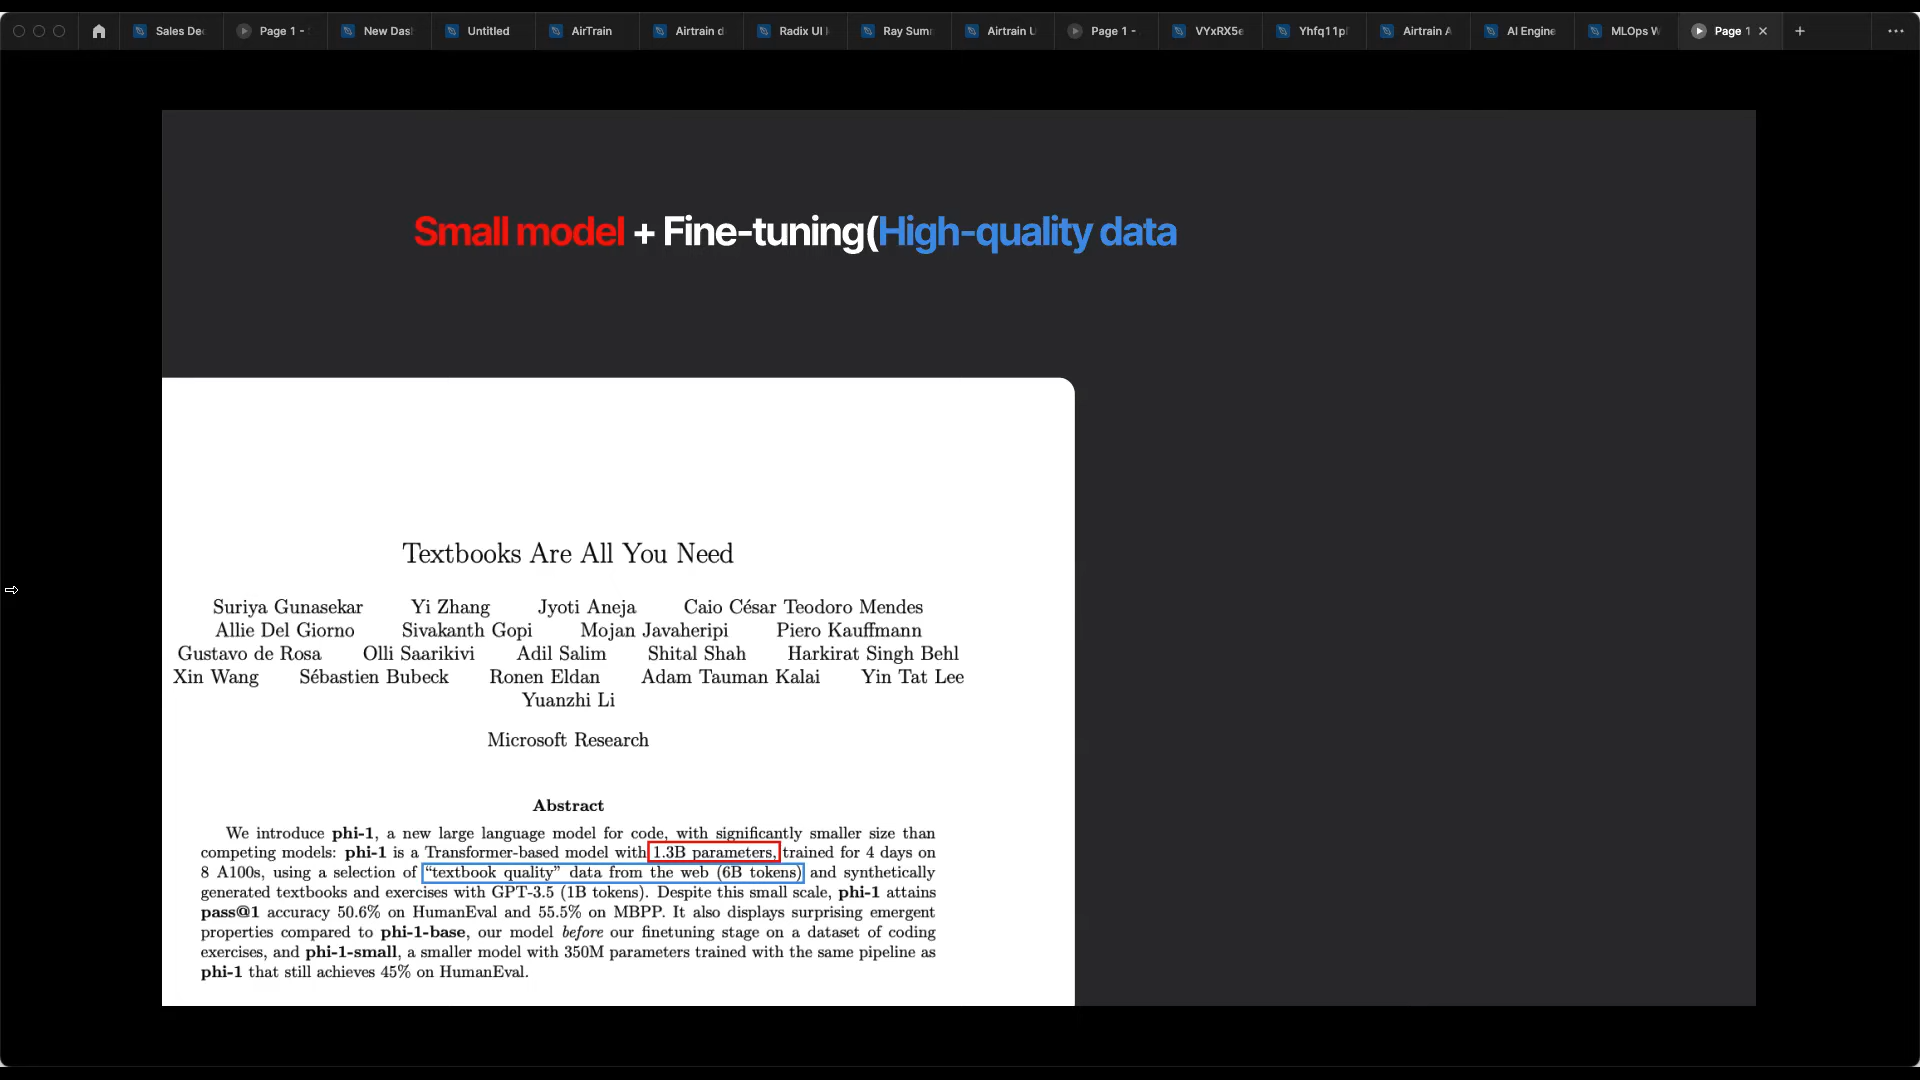 Sales De
Page 1 -
New Das
Untitled
AirTrain
Airtrain d
Radix UI
Ray Sum
Airtrain U
Page 1 -
VYxRX5e
Yhfq11p
Airtrain A
AI Engine
MLOps W
Page 1
Small model + Fine-tuning(High-quality data
Textbooks Are All You Need
Suriya Gunasekar Yi Zhang Jyoti Aneja Caio César Teodoro Mendes
Allie Del Giorno Sivakanth Gopi Mojan Javaheripi Piero Kauffmann
Gustavo de Rosa Olli Saarikivi Adil Salim Shital Shah Harkirat Singh Behl
Xin Wang Sébastien Bubeck Ronen Eldan Adam Tauman Kalai Yin Tat Lee
Yuanzhi Li
Microsoft Research
Abstract
We introduce phi-1, a new large language model for code, with significantly smaller size than
competing models: phi-1 is a Transformer-based model with 1.3B parameters, trained for 4 days on
8 A100s, using a selection of “textbook quality” data from the web (6B tokens) and synthetically
generated textbooks and exercises with GPT-3.5 (1B tokens). Despite this small scale, phi-1 attains
pass@1 accuracy 50.6% on HumanEval and 55.5% on MBPP. It also displays surprising emergent
properties compared to phi-1-base, our model before our finetuning stage on a dataset of coding
exercises, and phi-1-small, a smaller model with 350M parameters trained with the same pipeline as
phi-1 that still achieves 45% on HumanEval.